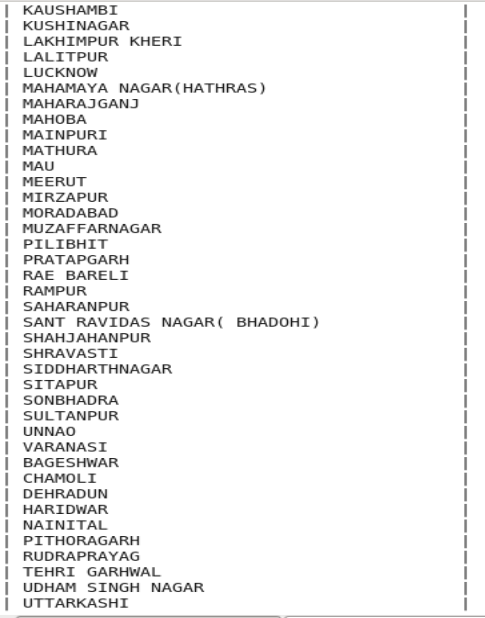 | KAUSHAMBI |
| KUSHINAGAR |
| LAKHIMPUR KHERI |
| LALITPUR |
| LUCKNOW |
| MAHAMAYA NAGAR(HATHRAS) |
| MAHARAJGANJ |
| MAHOBA |
| MAINPURI |
| MATHURA |
| MAU |
| MEERUT |
| MIRZAPUR |
| MORADABAD |
| MUZAFFARNAGAR |
| PILIBHIT |
| PRATAPGARH |
| RAE BARELI |
| RAMPUR |
| SAHARANPUR |
| SANT RAVIDAS NAGAR( BHADOHI) |
| SHAHJAHANPUR |
| SHRAVASTI |
| SIDDHARTHNAGAR |
| SITAPUR |
| SONBHADRA |
| SULTANPUR |
| UNNAO |
| VARANASI |
| BAGESHWAR |
| CHAMOLI |
| DEHRADUN |
| HARIDWAR |
| NAINITAL |
| PITHORAGARH |
| RUDRAPRAYAG |
| TEHRI GARHWAL |
| UDHAM SINGH NAGAR |
| UTTARKASHI |